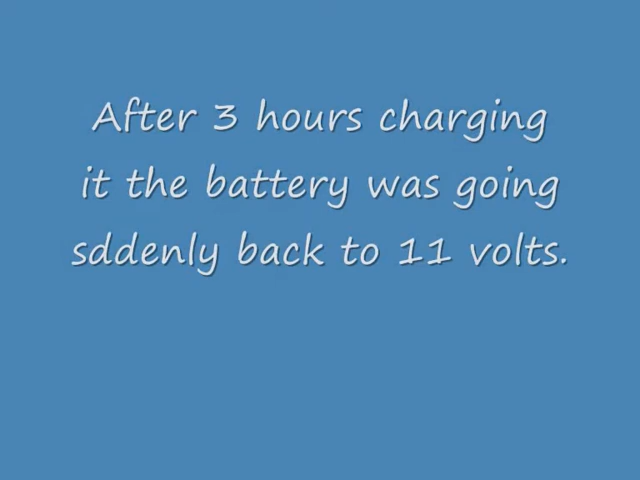 After 3 hours charging
it the battery was going
sddenly back to 11 volts.